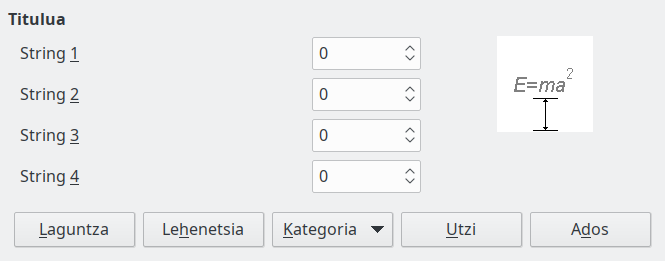 Titulua
String 1 0
String 2 0
String 3 0
String 4 0
E=ma²
Laguntza Lehenetsia Kategoria Utzi Ados